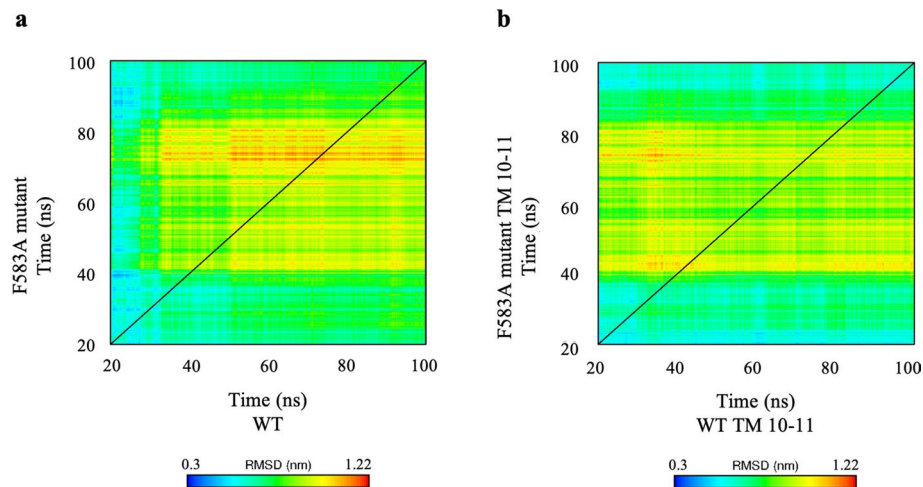 a
100
80
60
40
20
F583A mutant
Time (ns)
20 40 60 80 100
Time (ns)
WT
0.3 RMSD (nm) 1.22
b
100
80
60
40
20
F583A mutant TM 10-11
Time (ns)
20 40 60 80 100
Time (ns)
WT TM 10-11
0.3 RMSD (nm) 1.22